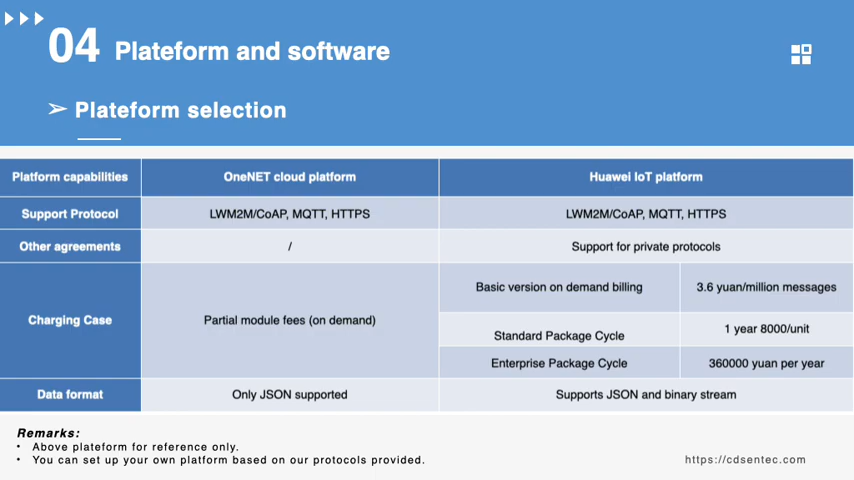 04 Plateform and software
➢ Plateform selection
Platform capabilities OneNET cloud platform Huawei IoT platform
Support Protocol LWM2M/CoAP, MQTT, HTTPS LWM2M/CoAP, MQTT, HTTPS
Other agreements / Support for private protocols
Charging Case Partial module fees (on demand)
Basic version on demand billing 3.6 yuan/million messages
Standard Package Cycle 1 year 8000/unit
Enterprise Package Cycle 360000 yuan per year
Data format Only JSON supported Supports JSON and binary stream
Remarks:
• Above plateform for reference only.
• You can set up your own platform based on our protocols provided.
https://cdsentec.com